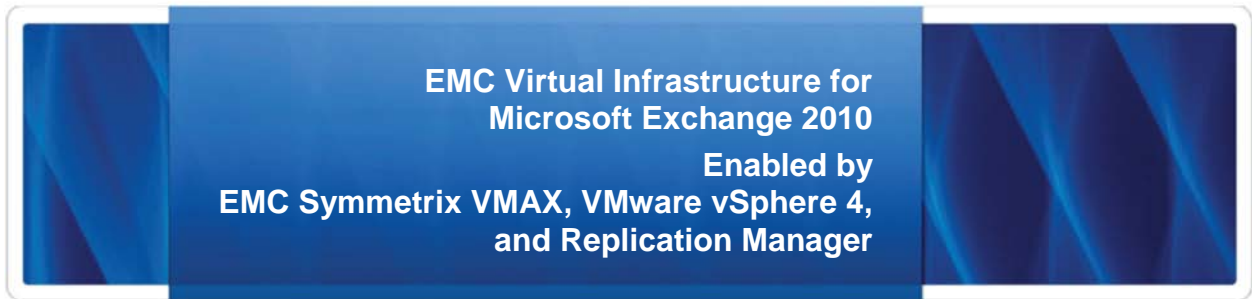 EMC Virtual Infrastructure for
Microsoft Exchange 2010
Enabled by
EMC Symmetrix VMAX, VMware vSphere 4,
and Replication Manager